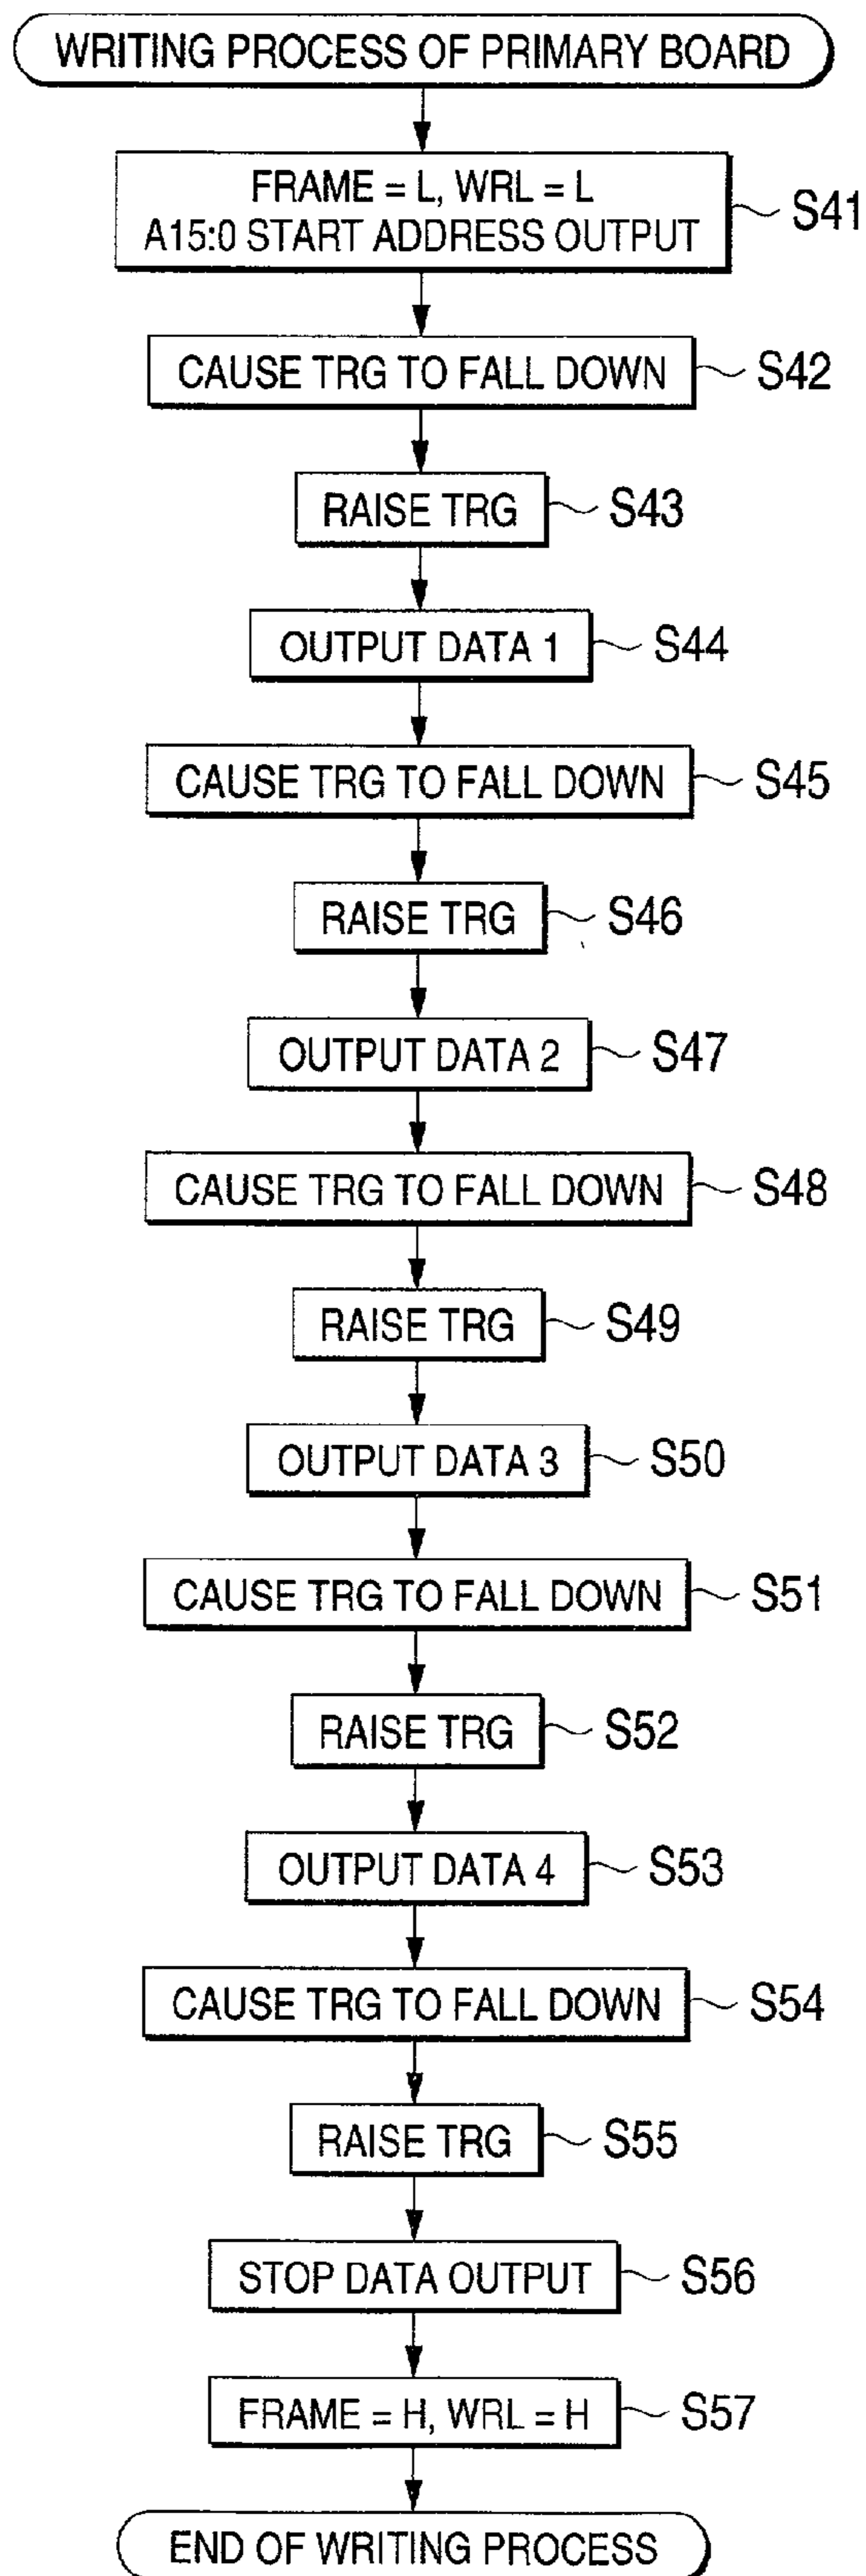 WRITING PROCESS OF PRIMARY BOARD
FRAME = L, WRL = L
A15:0 START ADDRESS OUTPUT
S41
CAUSE TRG TO FALL DOWN
S42
RAISE TRG
S43
OUTPUT DATA 1
S44
CAUSE TRG TO FALL DOWN
S45
RAISE TRG
S46
OUTPUT DATA 2
S47
CAUSE TRG TO FALL DOWN
S48
RAISE TRG
S49
OUTPUT DATA 3
S50
CAUSE TRG TO FALL DOWN
S51
RAISE TRG
S52
OUTPUT DATA 4
S53
CAUSE TRG TO FALL DOWN
S54
RAISE TRG
S55
STOP DATA OUTPUT
S56
FRAME = H, WRL = H
S57
END OF WRITING PROCESS